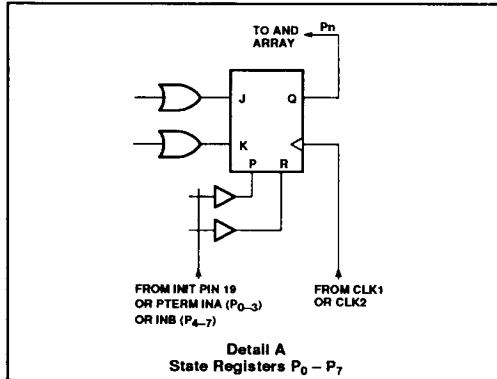 TO AND
ARRAY
Pn
J
Q
K
P R
FROM INIT PIN 19
OR PTERM INA (P0–3)
OR INB (P4–7)
FROM CLK1
OR CLK2
Detail A
State Registers P0 – P7